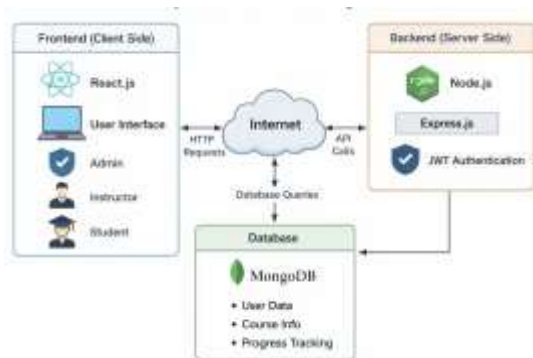 Frontend (Client Side)
React.js
User Interface
Admin
Instructor
Student
HTTP
Requests
Internet
API
Calls
Database Queries
Backend (Server Side)
node
Node.js
Express.js
JWT Authentication
Database
MongoDB
• User Data
• Course Info
• Progress Tracking